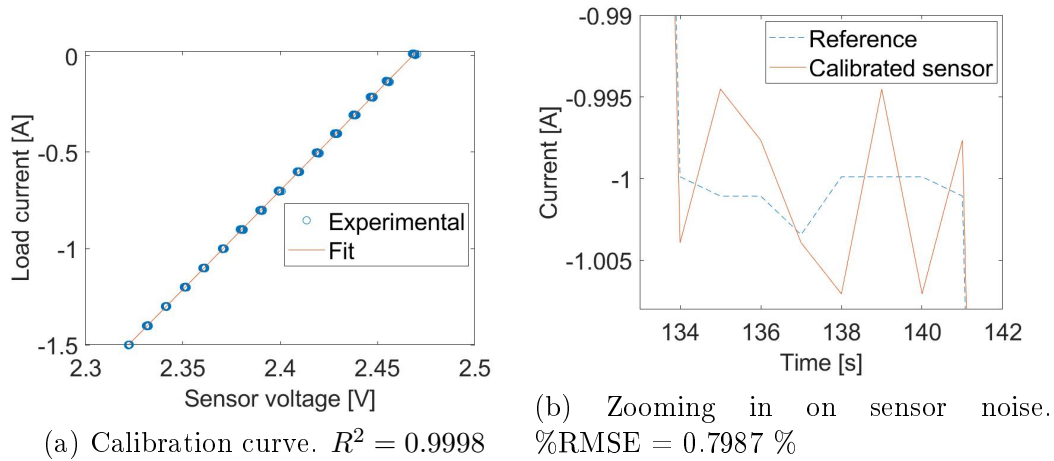 0
-0.5
-1
-1.5
2.3
2.35
2.4
2.45
2.5
Load current [A]
Sensor voltage [V]
Experimental
Fit
(a) Calibration curve. R² = 0.9998
-0.99
-0.995
-1
-1.005
134
136
138
140
142
Current [A]
Time [s]
Reference
Calibrated sensor
(b) Zooming in on sensor noise.
%RMSE = 0.7987 %